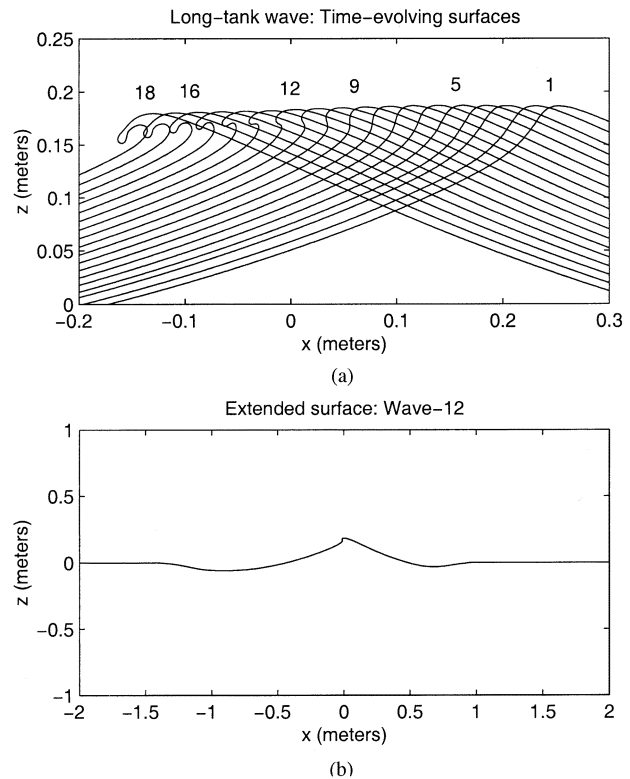 Long-tank wave: Time-evolving surfaces
0.25
0.2
0.15
0.1
0.05
0
z (meters)
18 16 12 9 5 1
-0.2 -0.1 0 0.1 0.2 0.3
x (meters)
(a)
Extended surface: Wave-12
1
0.5
0
-0.5
-1
z (meters)
-2 -1.5 -1 -0.5 0 0.5 1 1.5 2
x (meters)
(b)